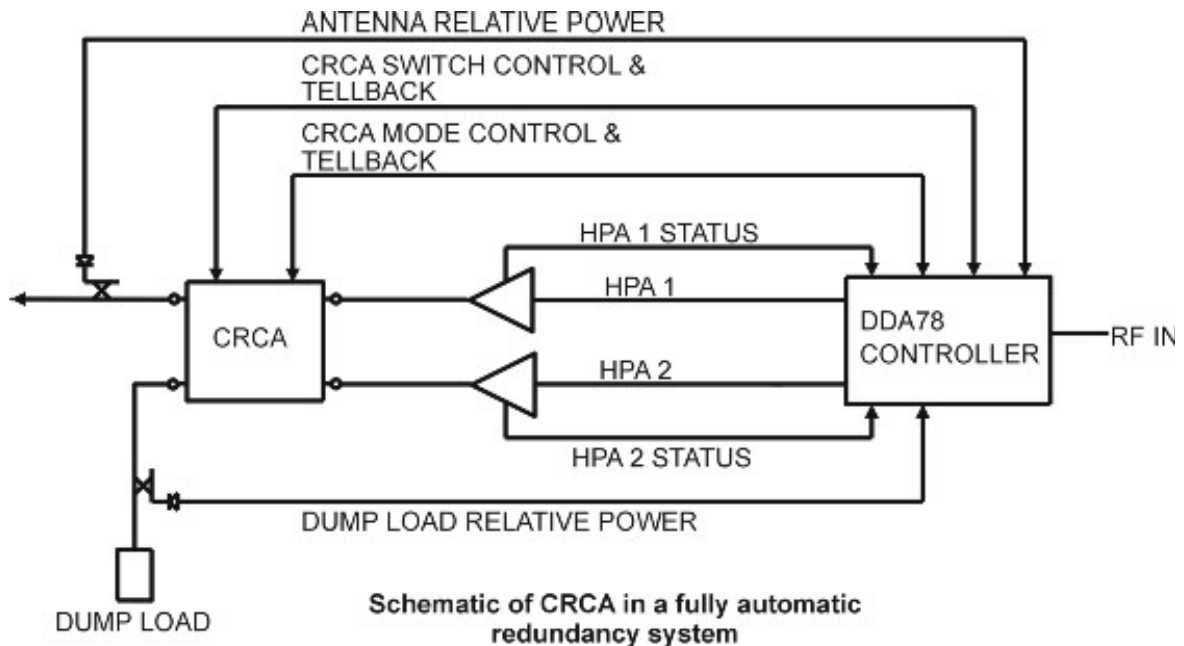 ANTENNA RELATIVE POWER
CRCA SWITCH CONTROL &
TELLBACK
CRCA MODE CONTROL &
TELLBACK
HPA 1 STATUS
HPA 1
CRCA
DDA78
CONTROLLER
RF IN
HPA 2
HPA 2 STATUS
DUMP LOAD RELATIVE POWER
DUMP LOAD
Schematic of CRCA in a fully automatic
redundancy system